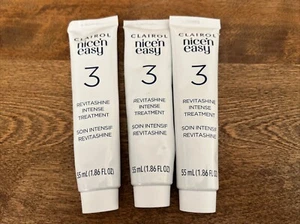 CLAIROL
nice'n
easy
3
REVITASHINE
INTENSE
TREATMENT
SOIN INTENSIF
REVITASHINE
55 mL (1.86 FL OZ)
CLAIROL
nice'n
easy
3
REVITASHINE
INTENSE
TREATMENT
SOIN INTENSIF
REVITASHINE
55 mL (1.86 FL OZ)
CLAIROL
nice'n
easy
3
REVITASHINE
INTENSE
TREATMENT
SOIN INTENSIF
REVITASHINE
55 mL (1.86 FL OZ)